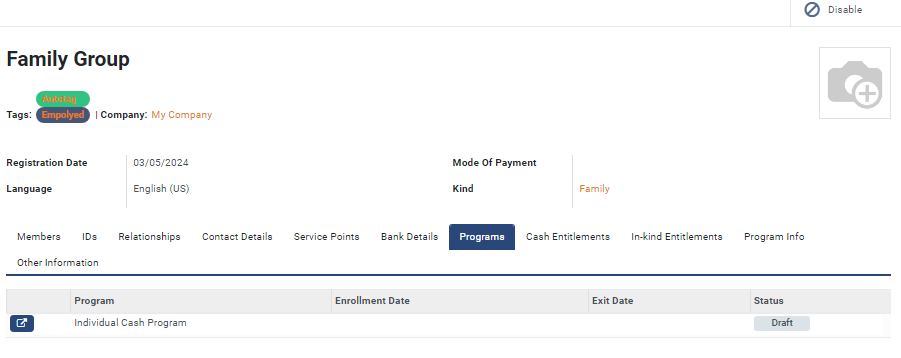 Disable
Family Group
Autotag
Tags: Empolyed | Company: My Company
Registration Date 03/05/2024 Mode Of Payment
Language English (US) Kind Family
Members IDs Relationships Contact Details Service Points Bank Details Programs Cash Entitlements In-kind Entitlements Program Info
Other Information
Program Enrollment Date Exit Date Status
Individual Cash Program Draft